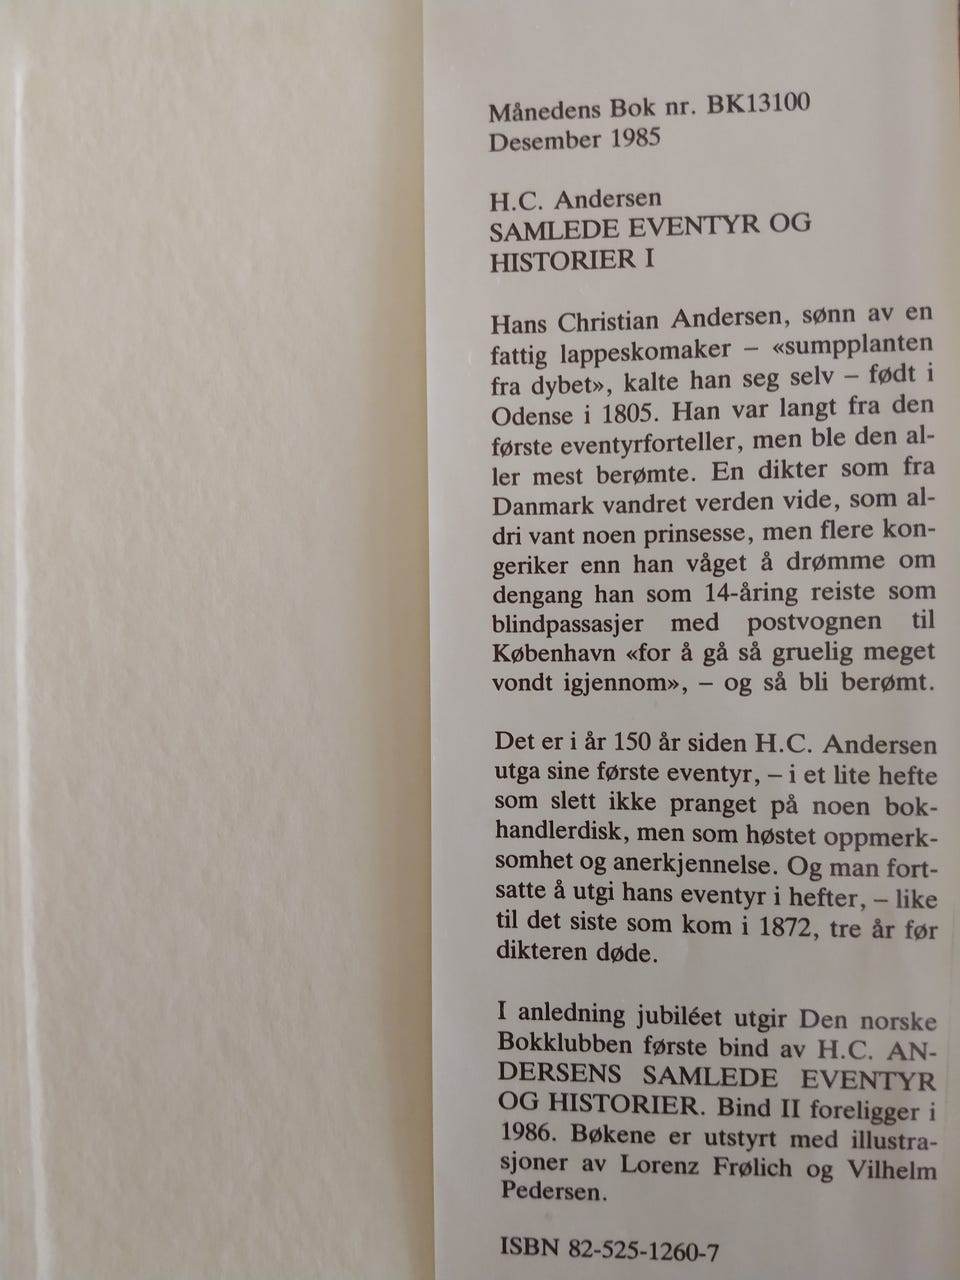 Månedens Bok nr. BK13100
Desember 1985
H.C. Andersen
SAMLEDE EVENTYR OG
HISTORIER I
Hans Christian Andersen, sønn av en
fattig lappeskomaker – «sumpplanten
fra dybet», kalte han seg selv – født i
Odense i 1805. Han var langt fra den
første eventyrforteller, men ble den al-
ler mest berømte. En dikter som fra
Danmark vandret verden vide, som al-
dri vant noen prinsesse, men flere kon-
geriker enn han våget å drømme om
dengang han som 14-åring reiste som
blindpassasjer med postvognen til
København «for å gå så gruelig meget
vondt igjennom», – og så bli berømt.
Det er i år 150 år siden H.C. Andersen
utga sine første eventyr, – i et lite hefte
som slett ikke pranget på noen bok-
handlerdisk, men som høstet oppmerk-
somhet og anerkjennelse. Og man fort-
satte å utgi hans eventyr i hefter, – like
til det siste som kom i 1872, tre år før
dikteren døde.
I anledning jubiléet utgir Den norske
Bokklubben første bind av H.C. AN-
DERSENS SAMLEDE EVENTYR
OG HISTORIER. Bind II foreligger i
1986. Bøkene er utstyrt med illustra-
sjoner av Lorenz Frølich og Vilhelm
Pedersen.
ISBN 82-525-1260-7